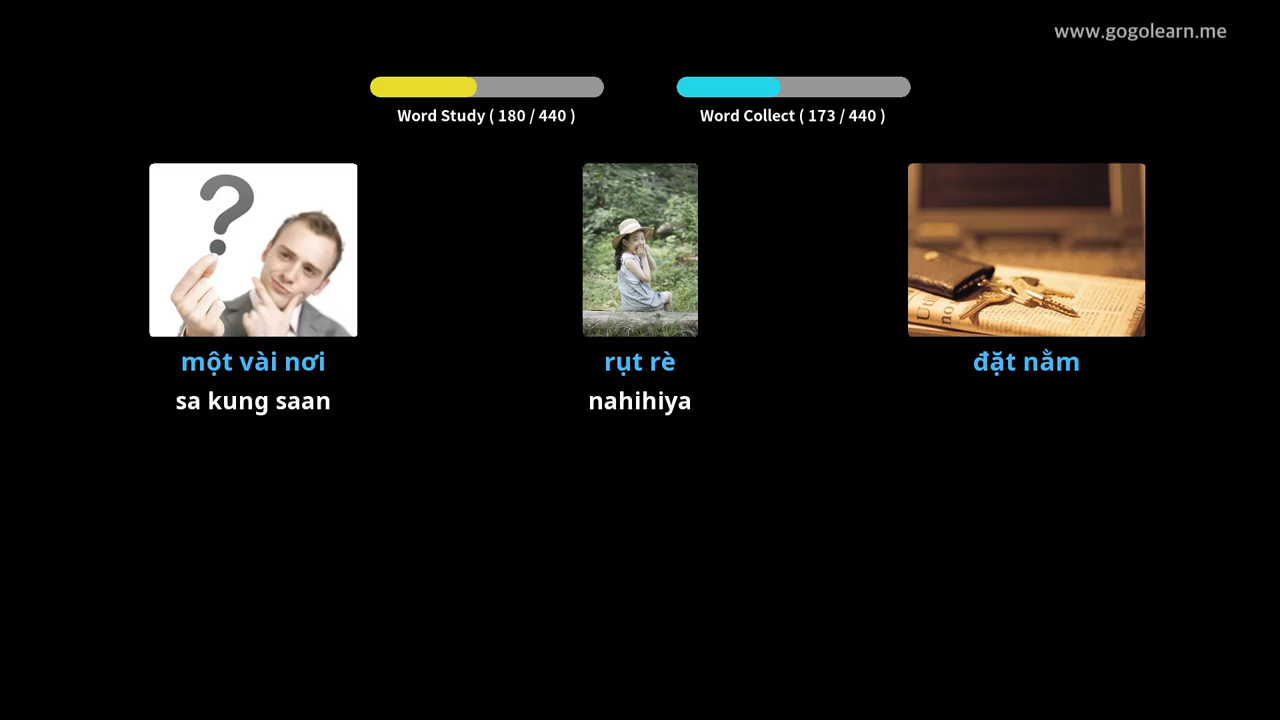 www.gogolearn.me
Word Study ( 180 / 440 )
Word Collect ( 173 / 440 )
một vài nơi
sa kung saan
rụt rè
nahihiya
đặt nằm